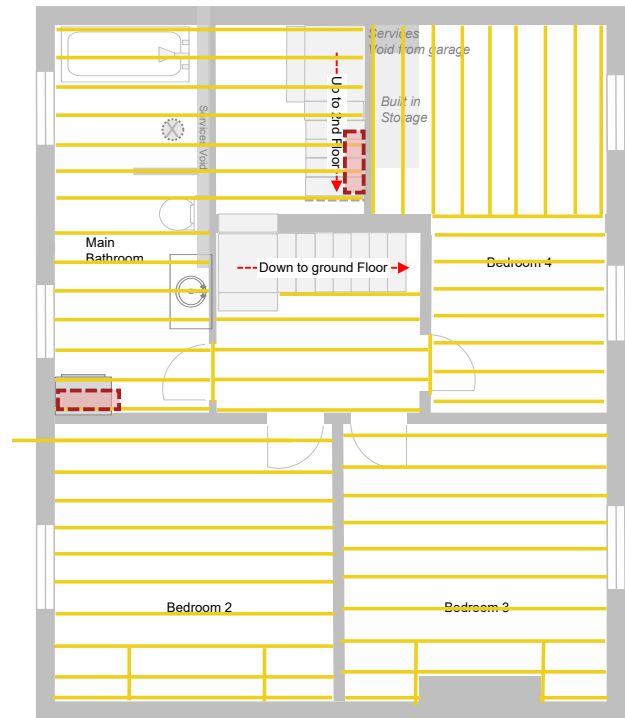 Services
Void from garage
Up to 2nd Floor
Built in
Storage
Services Void
Main
Bathroom
Down to ground Floor
Bedroom 4
Bedroom 2
Bedroom 3